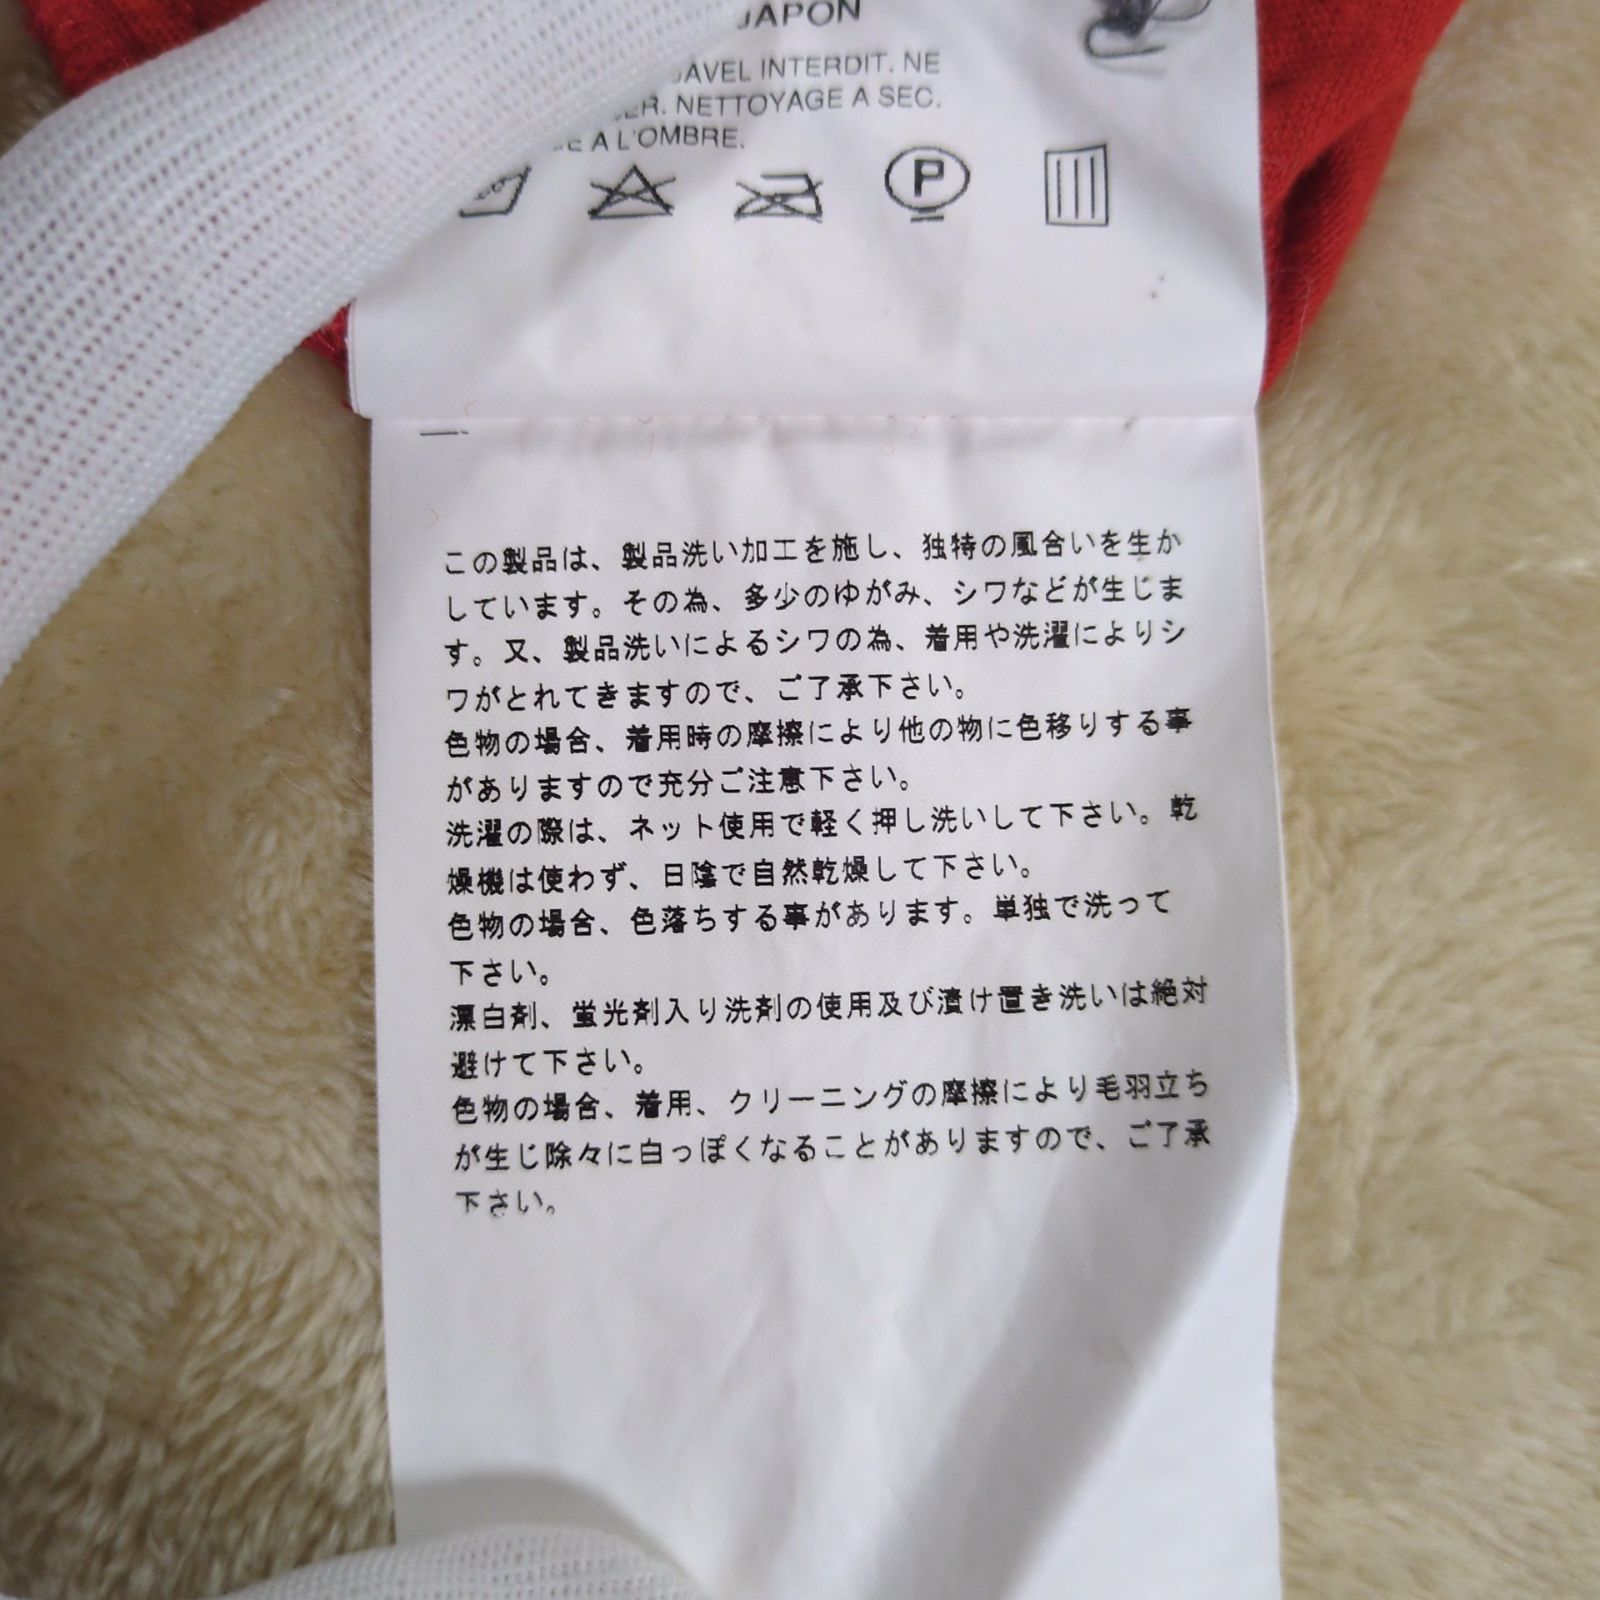 JAPON
JAVEL INTERDIT. NE
NETTOYAGE A SEC.
A L'OMBRE.
P
この製品は、製品洗い加工を施し、独特の風合いを生か
しています。その為、多少のゆがみ、シワなどが生じま
す。又、製品洗いによるシワの為、着用や洗濯によりシ
ワがとれてきますので、ご了承下さい。
色物の場合、着用時の摩擦により他の物に色移りする事
がありますので充分ご注意下さい。
洗濯の際は、ネット使用で軽く押し洗いして下さい。乾
燥機は使わず、日陰で自然乾燥して下さい。
色物の場合、色落ちする事があります。単独で洗って
下さい。
漂白剤、蛍光剤入り洗剤の使用及び漬け置き洗いは絶対
避けて下さい。
色物の場合、着用、クリーニングの摩擦により毛羽立ち
が生じ除々に白っぽくなることがありますので、ご了承
下さい。